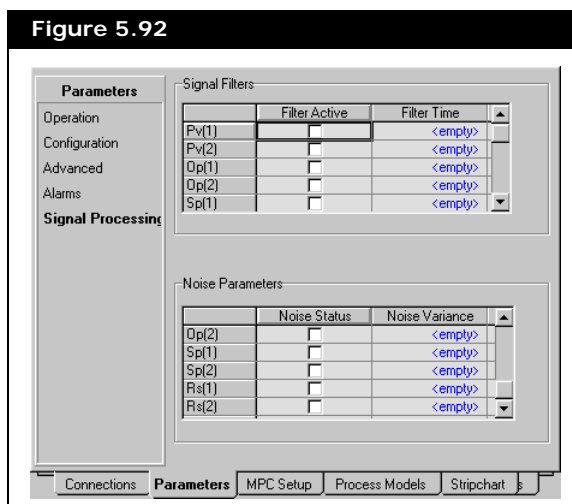 Figure 5.92
Parameters
Operation
Configuration
Advanced
Alarms
Signal Processing
Signal Filters
Filter Active Filter Time
Pv(1) <empty>
Pv(2) <empty>
Op(1) <empty>
Op(2) <empty>
Sp(1) <empty>
Noise Parameters
Noise Status Noise Variance
Op(2) <empty>
Sp(1) <empty>
Sp(2) <empty>
Rs(1) <empty>
Rs(2) <empty>
Connections Parameters MPC Setup Process Models Stripchart s